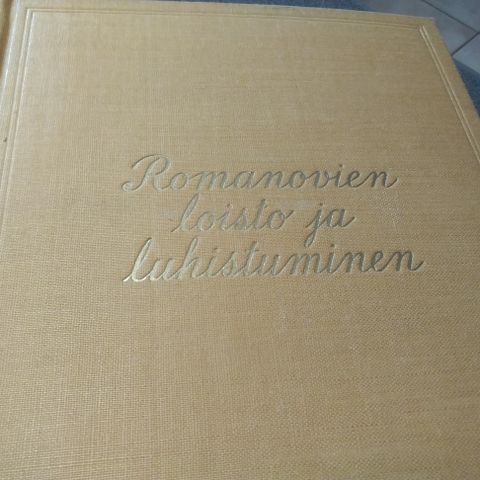 Romanovien
loisto ja
luhistuminen